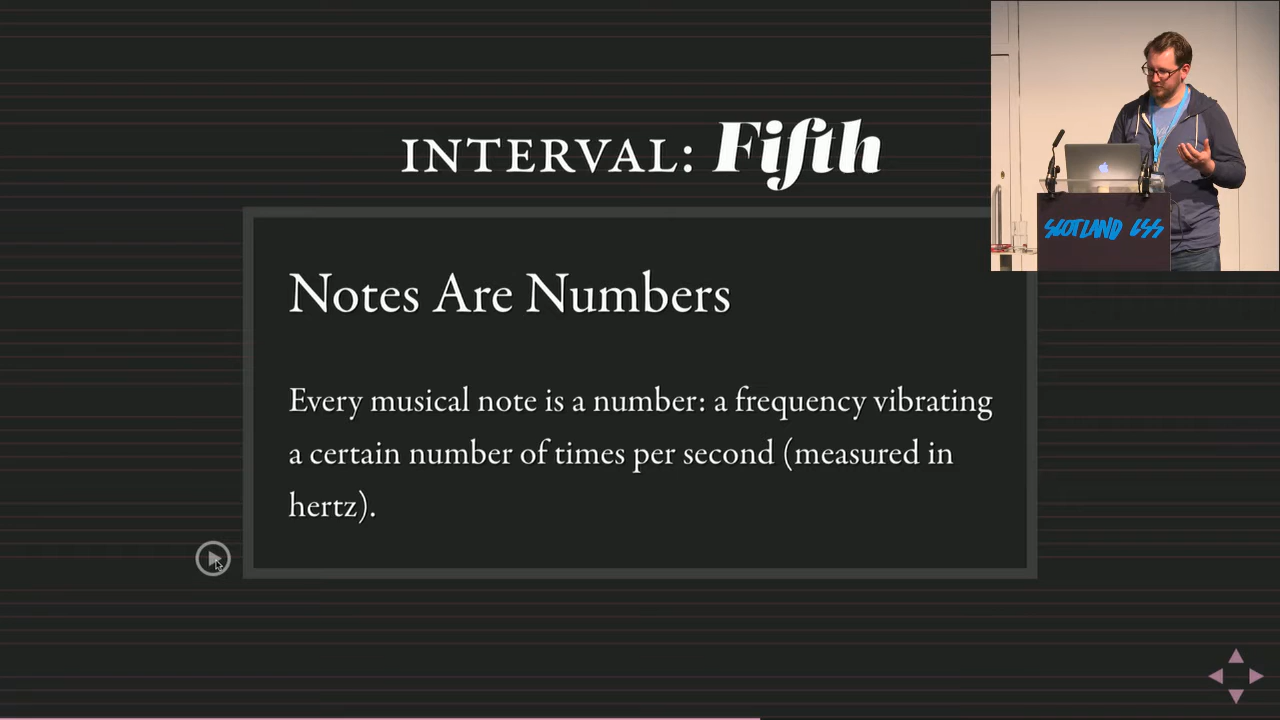 INTERVAL: Fifth
Notes Are Numbers
Every musical note is a number: a frequency vibrating
a certain number of times per second (measured in
hertz).
SCOTLAND CSS